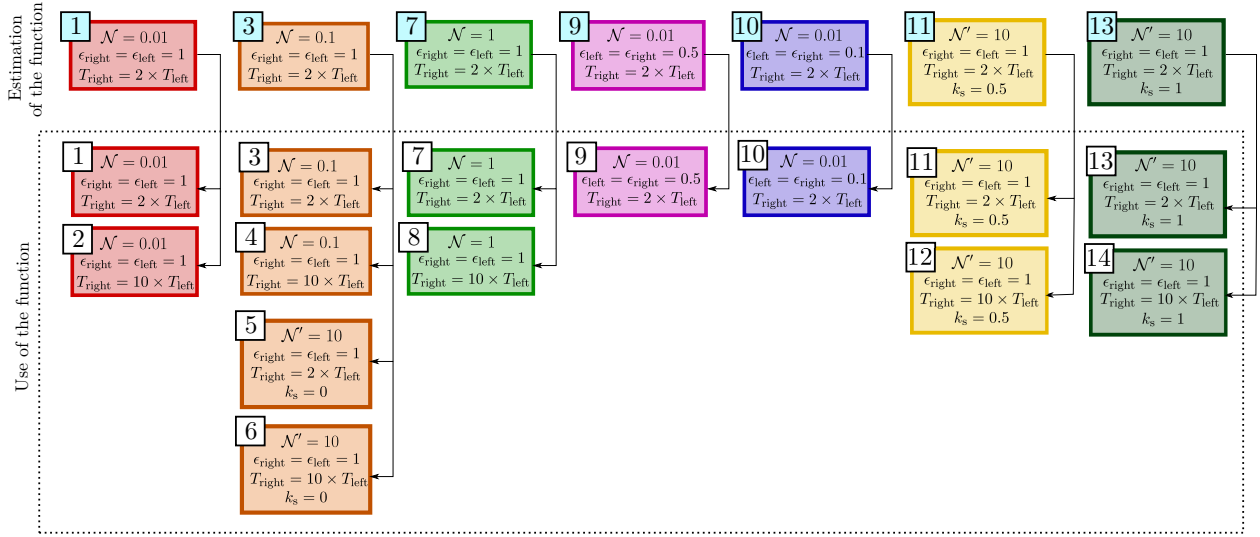 Estimation
of the function
1
𝒩 = 0.01
ϵ_right = ϵ_left = 1
T_right = 2 × T_left
3
𝒩 = 0.1
ϵ_right = ϵ_left = 1
T_right = 2 × T_left
7
𝒩 = 1
ϵ_right = ϵ_left = 1
T_right = 2 × T_left
9
𝒩 = 0.01
ϵ_left = ϵ_right = 0.5
T_right = 2 × T_left
10
𝒩 = 0.01
ϵ_left = ϵ_right = 0.1
T_right = 2 × T_left
11
𝒩′ = 10
ϵ_right = ϵ_left = 1
T_right = 2 × T_left
k_s = 0.5
13
𝒩′ = 10
ϵ_right = ϵ_left = 1
T_right = 2 × T_left
k_s = 1
Use of the function
1
𝒩 = 0.01
ϵ_right = ϵ_left = 1
T_right = 2 × T_left
3
𝒩 = 0.1
ϵ_right = ϵ_left = 1
T_right = 2 × T_left
7
𝒩 = 1
ϵ_right = ϵ_left = 1
T_right = 2 × T_left
9
𝒩 = 0.01
ϵ_left = ϵ_right = 0.5
T_right = 2 × T_left
10
𝒩 = 0.01
ϵ_left = ϵ_right = 0.1
T_right = 2 × T_left
11
𝒩′ = 10
ϵ_right = ϵ_left = 1
T_right = 2 × T_left
k_s = 0.5
13
𝒩′ = 10
ϵ_right = ϵ_left = 1
T_right = 2 × T_left
k_s = 1
2
𝒩 = 0.01
ϵ_right = ϵ_left = 1
T_right = 10 × T_left
4
𝒩 = 0.1
ϵ_right = ϵ_left = 1
T_right = 10 × T_left
8
𝒩 = 1
ϵ_right = ϵ_left = 1
T_right = 10 × T_left
12
𝒩′ = 10
ϵ_right = ϵ_left = 1
T_right = 10 × T_left
k_s = 0.5
14
𝒩′ = 10
ϵ_right = ϵ_left = 1
T_right = 10 × T_left
k_s = 1
5
𝒩′ = 10
ϵ_right = ϵ_left = 1
T_right = 2 × T_left
k_s = 0
6
𝒩′ = 10
ϵ_right = ϵ_left = 1
T_right = 10 × T_left
k_s = 0